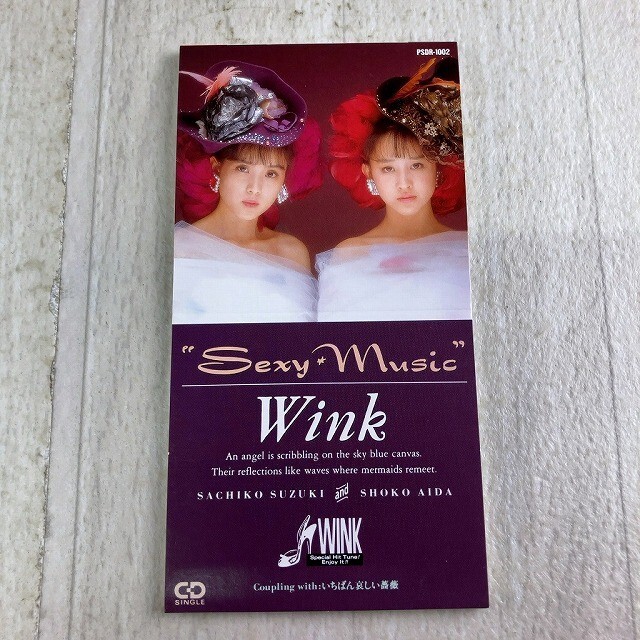 PSDR-1002
"Sexy★Music"
Wink
An angel is scribbling on the sky blue canvas.
Their reflections like waves where mermaids remeet.
SACHIKO SUZUKI and SHOKO AIDA
WINK
Special Hit Tune!
Enjoy It!!
CD
SINGLE
Coupling with:いちばん哀しい薔薇